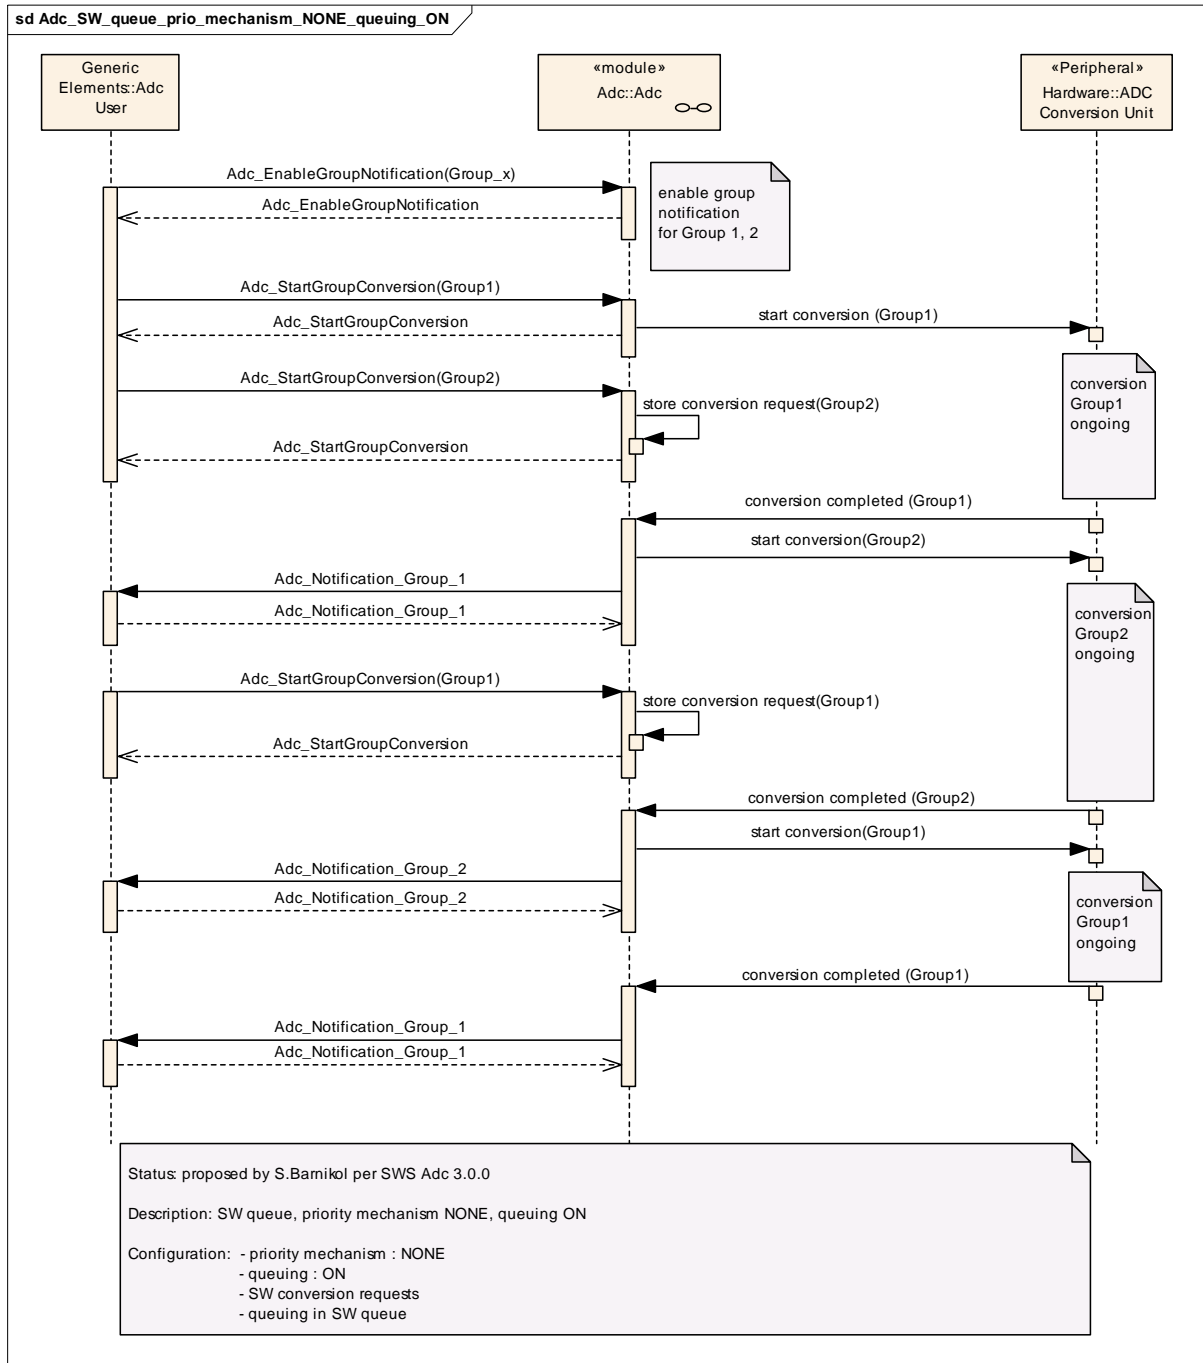 sd Adc_SW_queue_prio_mechanism_NONE_queuing_ON
Generic
Elements::Adc
User
«module»
Adc::Adc
«Peripheral»
Hardware::ADC
Conversion Unit
Adc_EnableGroupNotification(Group_x)
Adc_EnableGroupNotification
enable group
notification
for Group 1, 2
Adc_StartGroupConversion(Group1)
Adc_StartGroupConversion
start conversion (Group1)
Adc_StartGroupConversion(Group2)
store conversion request(Group2)
Adc_StartGroupConversion
conversion
Group1
ongoing
conversion completed (Group1)
start conversion(Group2)
Adc_Notification_Group_1
Adc_Notification_Group_1
conversion
Group2
ongoing
Adc_StartGroupConversion(Group1)
store conversion request(Group1)
Adc_StartGroupConversion
conversion completed (Group2)
start conversion(Group1)
Adc_Notification_Group_2
Adc_Notification_Group_2
conversion
Group1
ongoing
conversion completed (Group1)
Adc_Notification_Group_1
Adc_Notification_Group_1
Status: proposed by S.Barnikol per SWS Adc 3.0.0
Description: SW queue, priority mechanism NONE, queuing ON
Configuration: - priority mechanism : NONE
- queuing : ON
- SW conversion requests
- queuing in SW queue